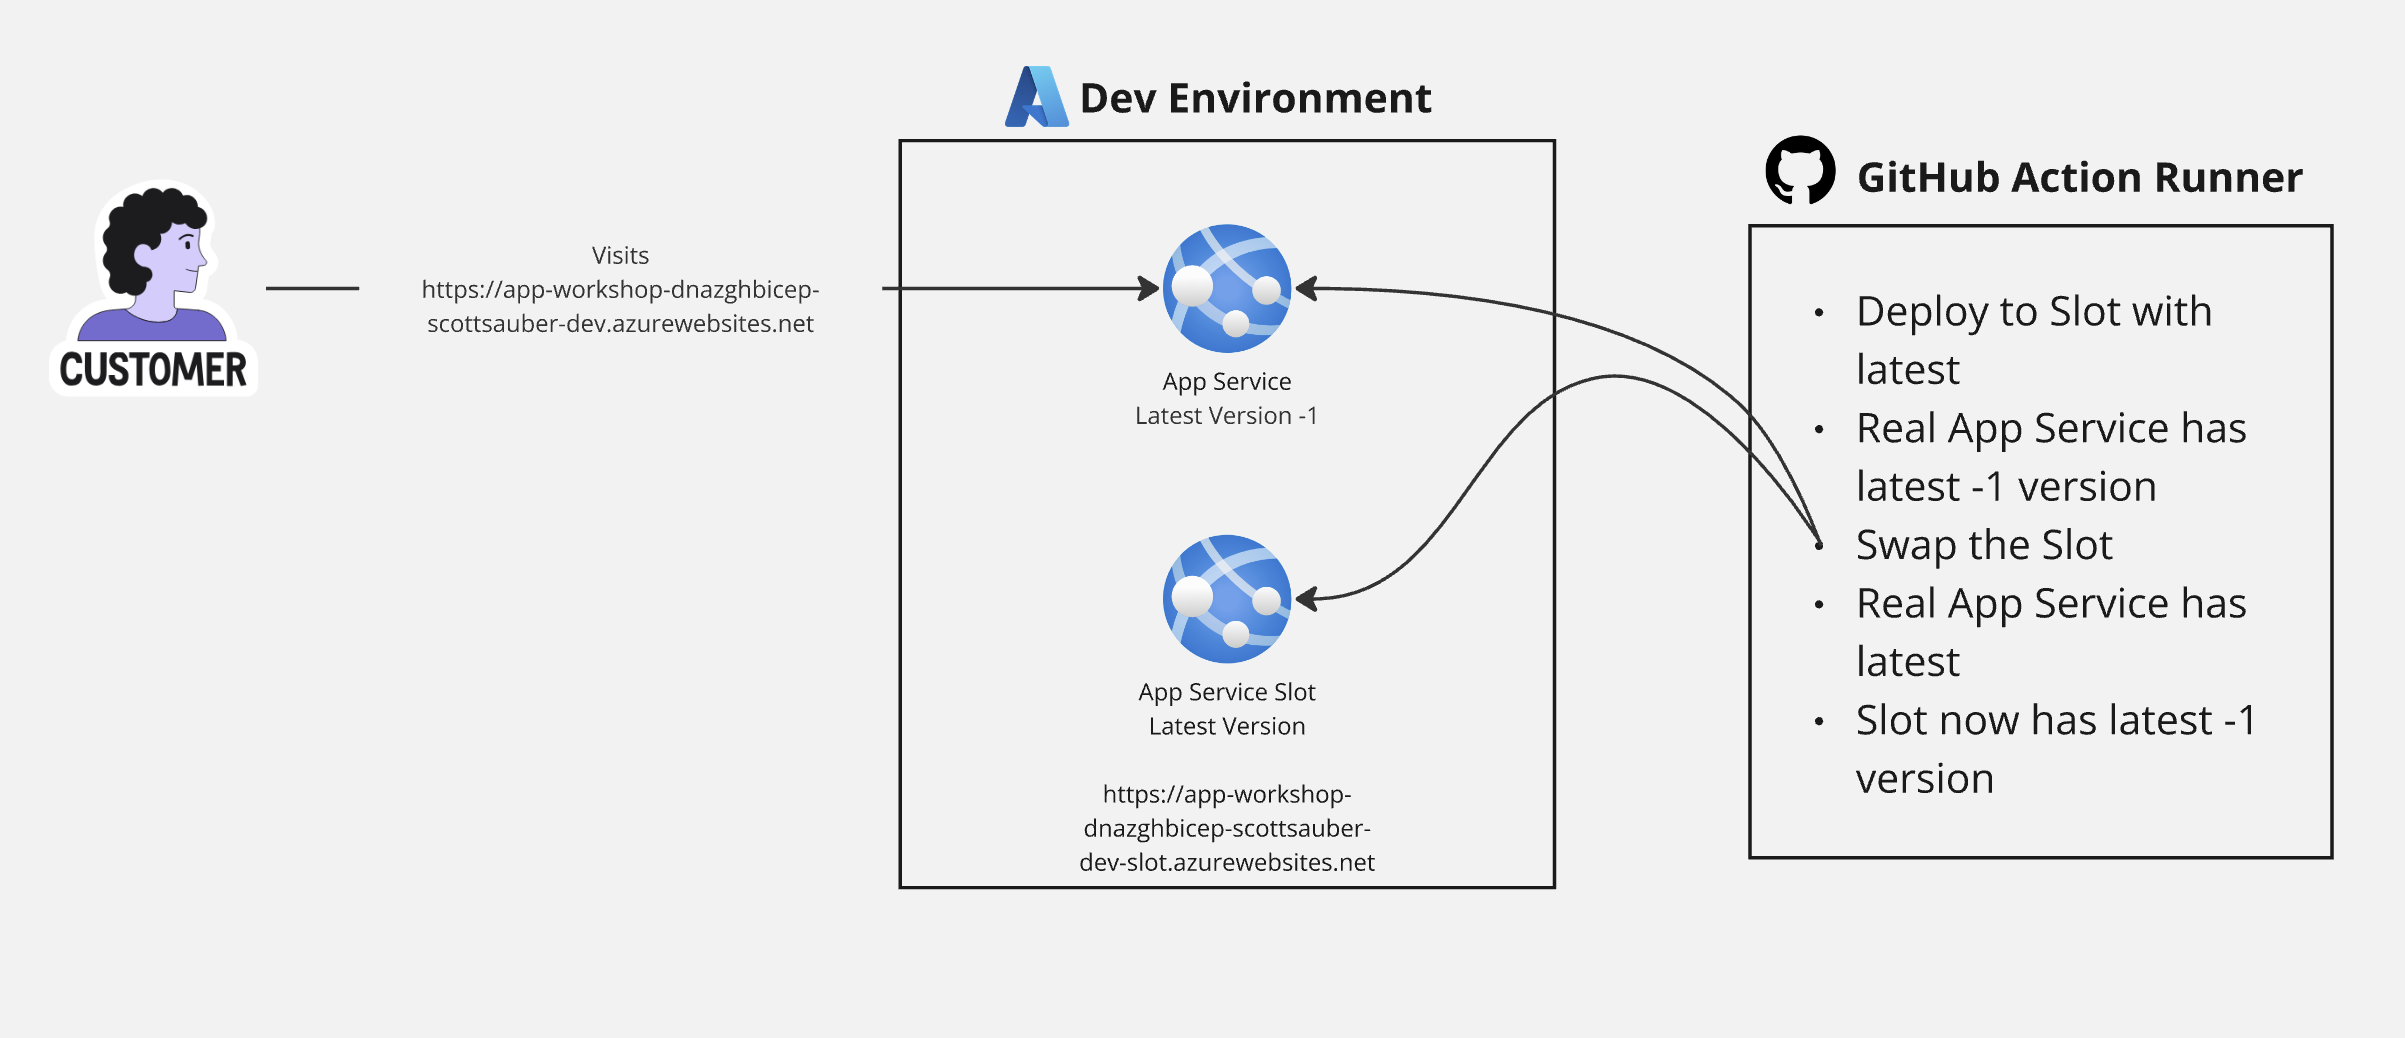 CUSTOMER
Visits
https://app-workshop-dnazghbicep-
scottsauber-dev.azurewebsites.net
Dev Environment
App Service
Latest Version -1
App Service Slot
Latest Version
https://app-workshop-
dnazghbicep-scottsauber-
dev-slot.azurewebsites.net
GitHub Action Runner
• Deploy to Slot with
latest
• Real App Service has
latest -1 version
• Swap the Slot
• Real App Service has
latest
• Slot now has latest -1
version